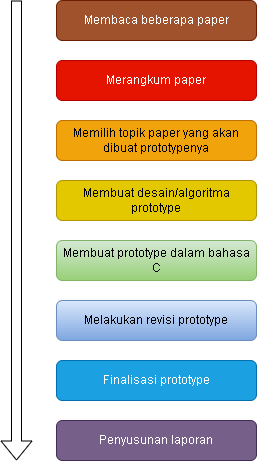 Membaca beberapa paper
Merangkum paper
Memilih topik paper yang akan
dibuat prototypenya
Membuat desain/algoritma
prototype
Membuat prototype dalam bahasa
C
Melakukan revisi prototype
Finalisasi prototype
Penyusunan laporan